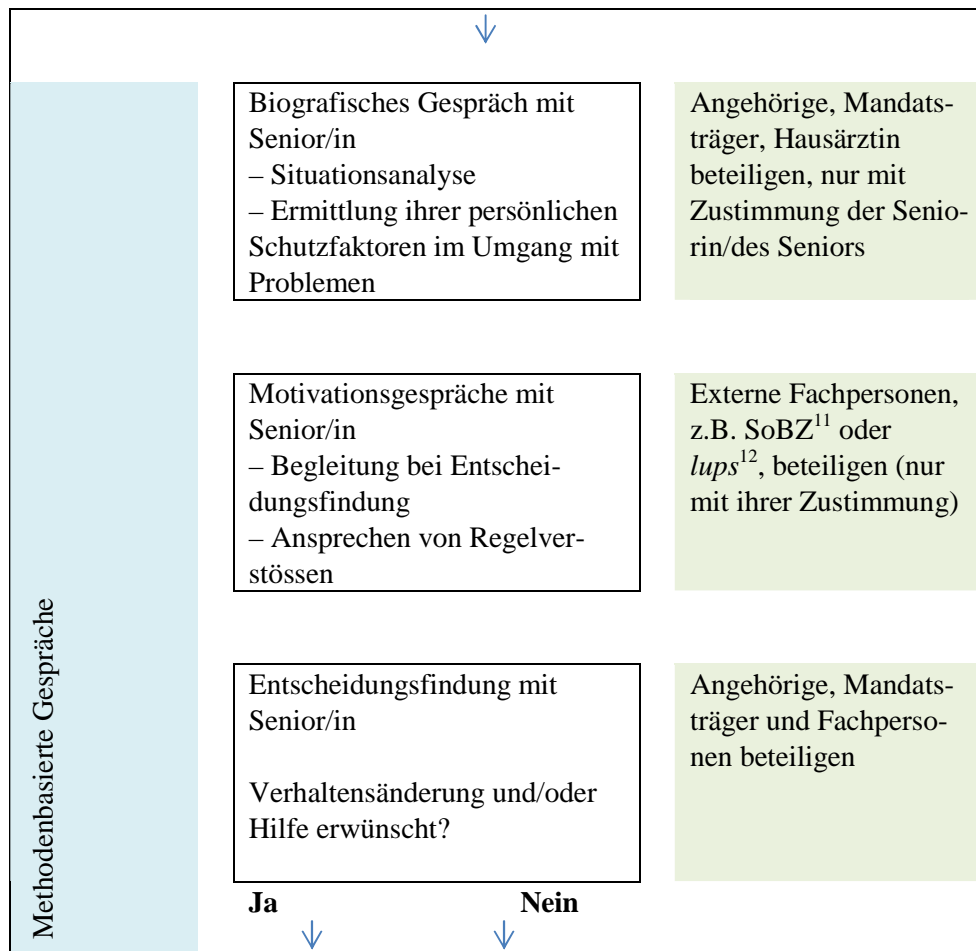 Biografisches Gespräch mit
Senior/in
– Situationsanalyse
– Ermittlung ihrer persönlichen
Schutzfaktoren im Umgang mit
Problemen
Angehörige, Mandats-
träger, Hausärztin
beteiligen, nur mit
Zustimmung der Senio-
rin/des Seniors
Motivationsgespräche mit
Senior/in
– Begleitung bei Entschei-
dungsfindung
– Ansprechen von Regelver-
stössen
Externe Fachpersonen,
z.B. SoBZ¹¹ oder
lups¹², beteiligen (nur
mit ihrer Zustimmung)
Methodenbasierte Gespräche
Entscheidungsfindung mit
Senior/in
Verhaltensänderung und/oder
Hilfe erwünscht?
Angehörige, Mandats-
träger und Fachperso-
nen beteiligen
Ja Nein